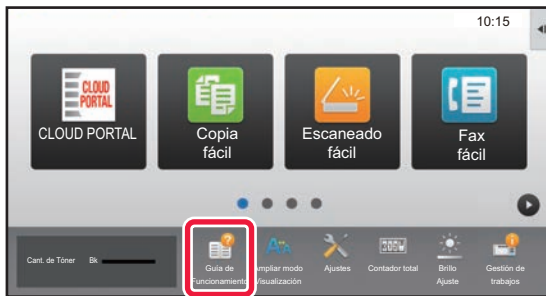 10:15
CLOUD
PORTAL
CLOUD PORTAL
Copia
fácil
Escaneado
fácil
Fax
fácil
Cant. de Tóner Bk
Guía de
Funcionamiento
Ampliar modo
Visualización
Ajustes
Contador total
Brillo
Ajuste
Gestión de
trabajos